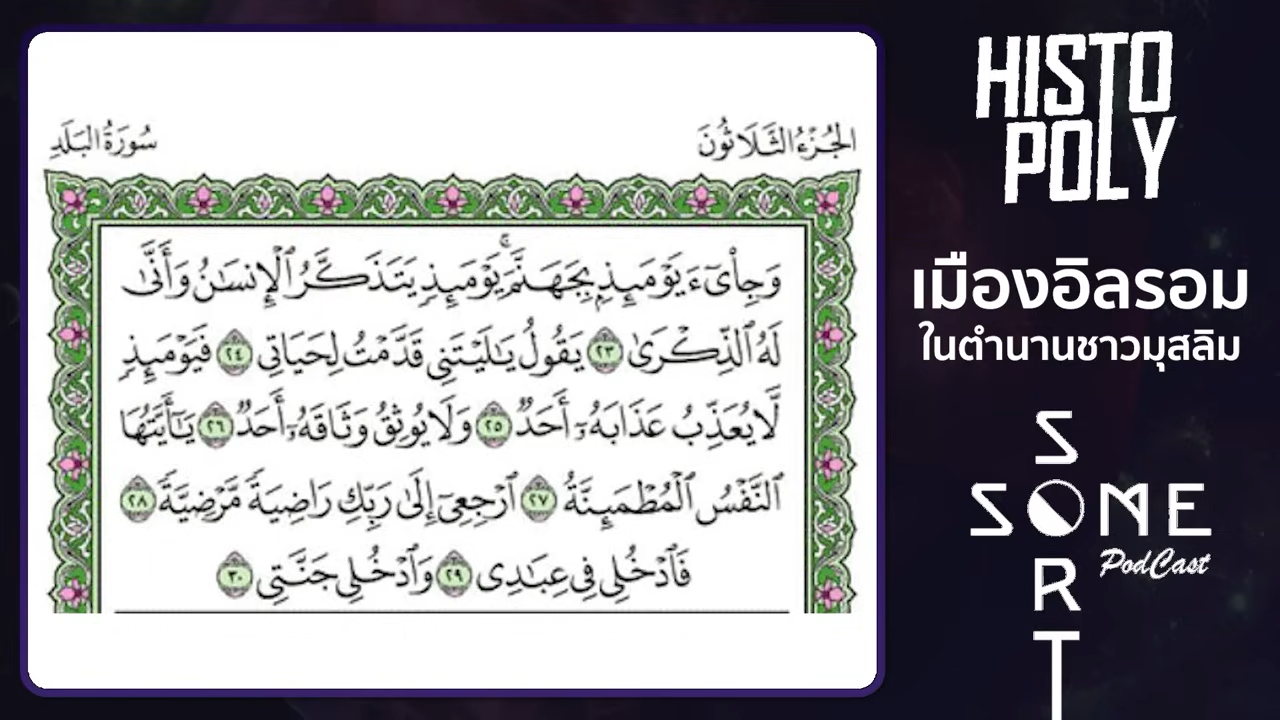 الجُزْءُ الثَّلَاثُونَ
سُورَةُ البَلَدِ
وَجِاْىٓءَ يَوْمَئِذِۭ بِجَهَنَّمَۚ يَوْمَئِذٖ يَتَذَكَّرُ ٱلْإِنسَٰنُ وَأَنَّىٰ
لَهُ ٱلذِّكْرَىٰ ٢٣ يَقُولُ يَٰلَيْتَنِى قَدَّمْتُ لِحَيَاتِى ٢٤ فَيَوْمَئِذٖ
لَّا يُعَذِّبُ عَذَابَهُۥٓ أَحَدٞ ٢٥ وَلَا يُوثِقُ وَثَاقَهُۥٓ أَحَدٞ ٢٦ يَٰٓأَيَّتُهَا
ٱلنَّفْسُ ٱلْمُطْمَئِنَّةُ ٢٧ ٱرْجِعِىٓ إِلَىٰ رَبِّكِ رَاضِيَةٗ مَّرْضِيَّةٗ ٢٨
فَٱدْخُلِى فِى عِبَٰدِى ٢٩ وَٱدْخُلِى جَنَّتِى ٣٠
HISTO
POLY
เมืองอิลรอม
ในตำนานชาวมุสลิม
SOME
SORT
PodCast